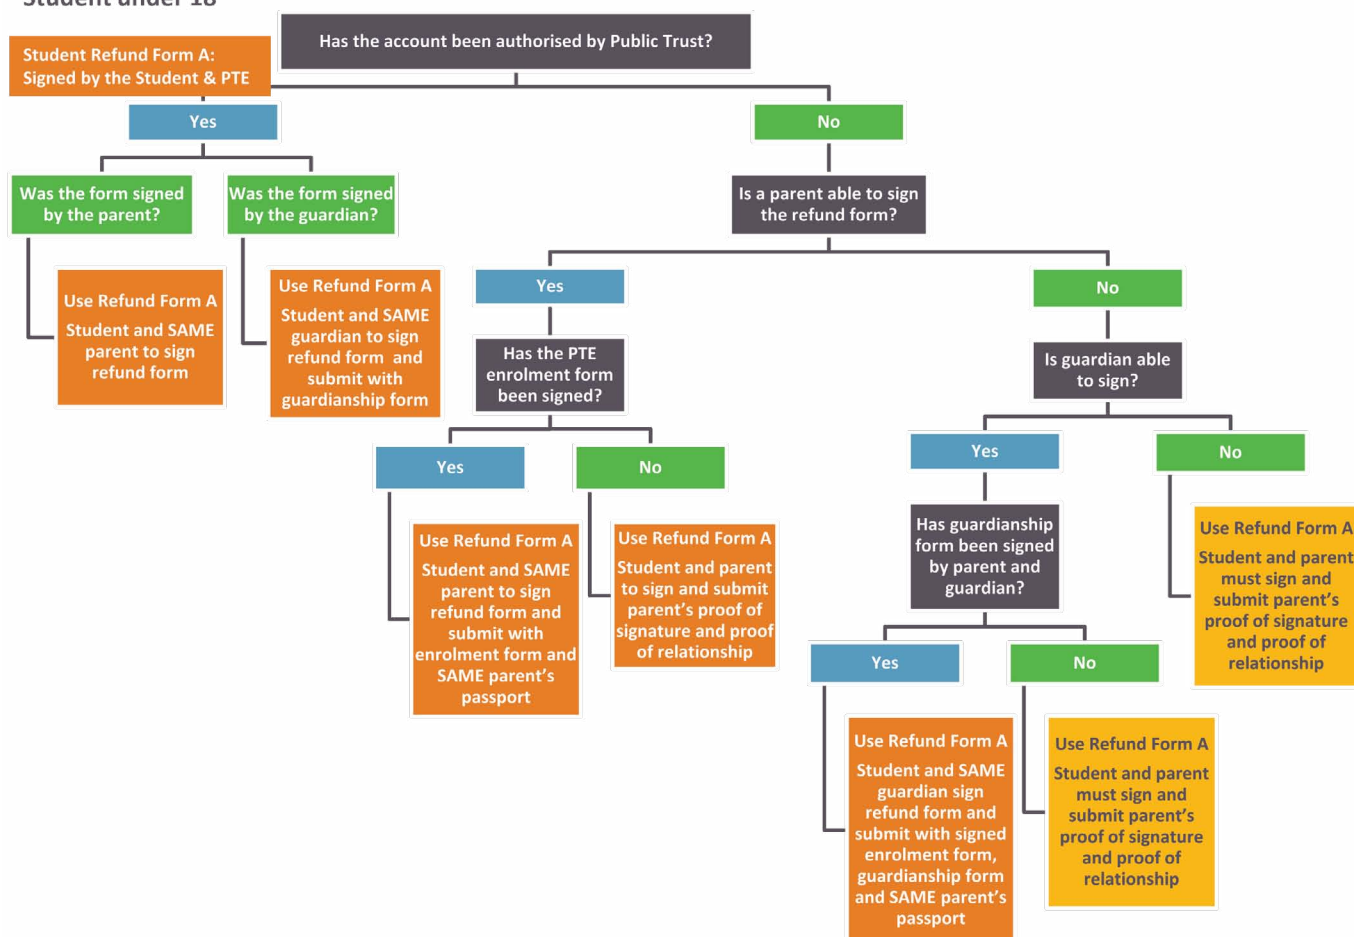 Student under 18
Has the account been authorised by Public Trust?
Student Refund Form A:
Signed by the Student & PTE
Yes
No
Was the form signed
by the parent?
Was the form signed
by the guardian?
Is a parent able to sign
the refund form?
Use Refund Form A
Student and SAME
parent to sign
refund form
Use Refund Form A
Student and SAME
guardian to sign
refund form and
submit with
guardianship form
Yes
No
Has the PTE
enrolment form
been signed?
Is guardian able
to sign?
Yes
No
Yes
No
Use Refund Form A
Student and SAME
parent to sign
refund form and
submit with
enrolment form and
SAME parent's
passport
Use Refund Form A
Student and parent
to sign and submit
parent's proof of
signature and proof
of relationship
Has guardianship
form been signed
by parent and
guardian?
Use Refund Form A
Student and parent
must sign and
submit parent's
proof of signature
and proof of
relationship
Yes
No
Use Refund Form A
Student and SAME
guardian sign
refund form and
submit with signed
enrolment form,
guardianship form
and SAME parent's
passport
Use Refund Form A
Student and parent
must sign and
submit parent's
proof of signature
and proof of
relationship